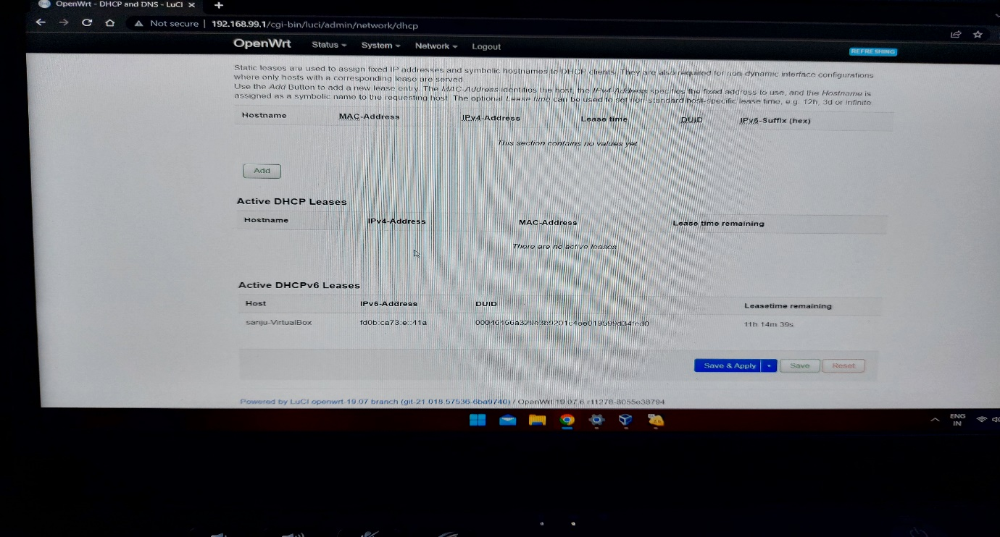 OpenWrt - DHCP and DNS - LuCI
Not secure | 192.168.99.1/cgi-bin/luci/admin/network/dhcp
OpenWrt Status System Network Logout
REFRESHING
Static leases are used to assign fixed IP addresses and symbolic hostnames to DHCP clients. They are also required for non-dynamic interface configurations
where only hosts with a corresponding lease are served.
Use the Add Button to add a new lease entry. The MAC-Address identifies the host, the IPv4-Address specifies the fixed address to use, and the Hostname is
assigned as a symbolic name to the requesting host. The optional Lease time can be used to set non-standard host-specific lease time, e.g. 12h, 3d or infinite.
Hostname MAC-Address IPv4-Address Lease time DUID IPv6-Suffix (hex)
This section contains no values yet
Add
Active DHCP Leases
Hostname IPv4-Address MAC-Address Lease time remaining
There are no active leases
Active DHCPv6 Leases
Host IPv6-Address DUID Leasetime remaining
sanju-VirtualBox fd0b:ca73:e::41a 11h 14m 39s
Save & Apply Save Reset
Powered by LuCI openwrt-19.07 branch (git-21.018.57536-6ba9740) / OpenWrt 19.07.6 r11278-8055e38794
ENG
IN